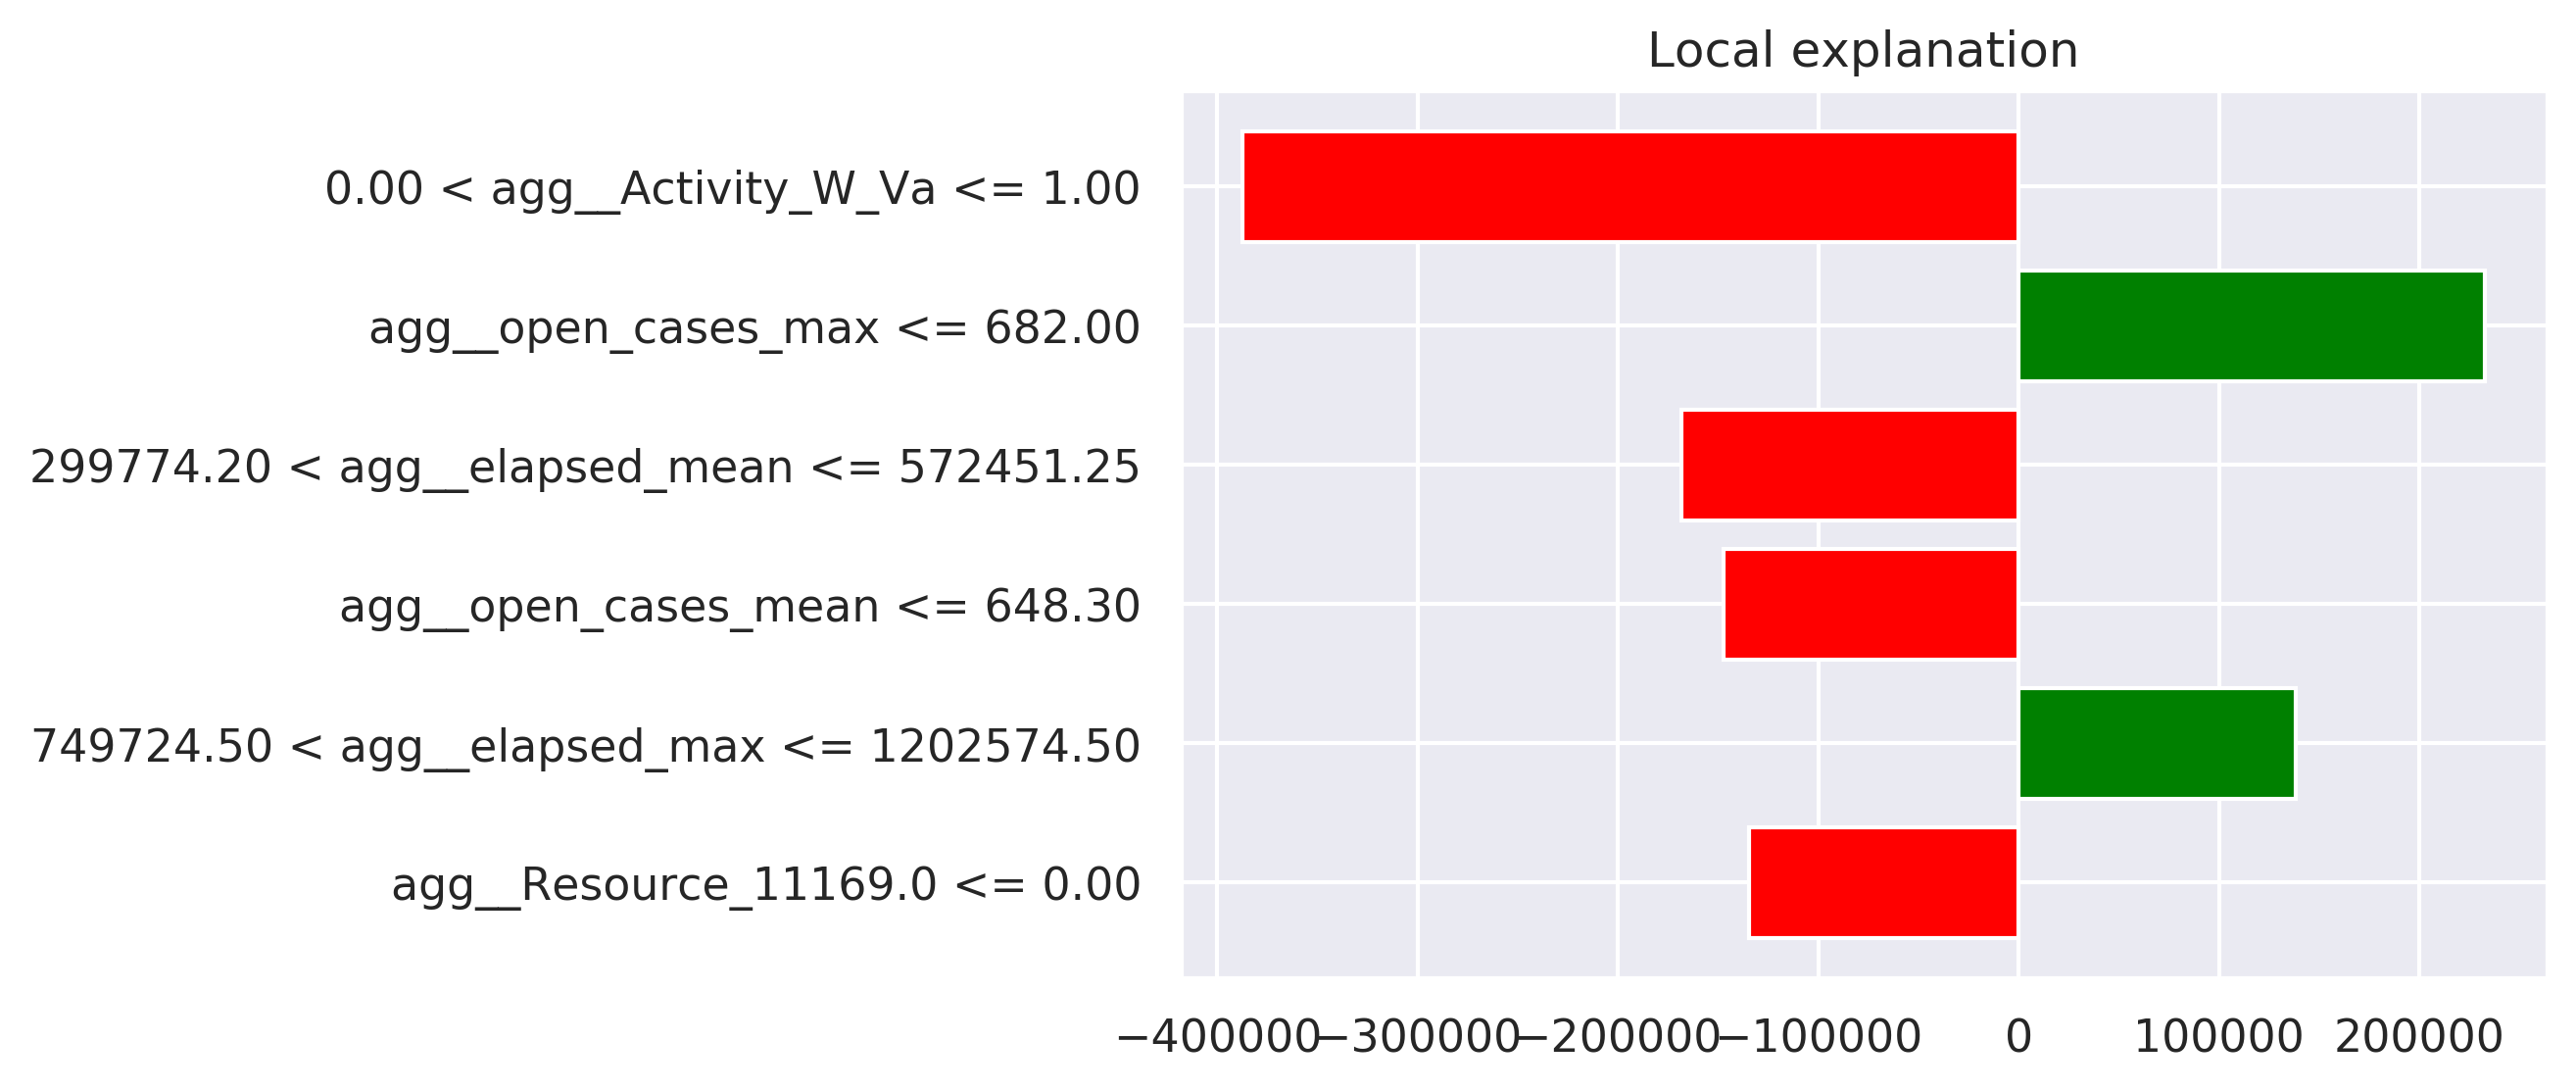 Local explanation
0.00 < agg__Activity_W_Va <= 1.00
agg__open_cases_max <= 682.00
299774.20 < agg__elapsed_mean <= 572451.25
agg__open_cases_mean <= 648.30
749724.50 < agg__elapsed_max <= 1202574.50
agg__Resource_11169.0 <= 0.00
−400000 −300000 −200000 −100000 0 100000 200000